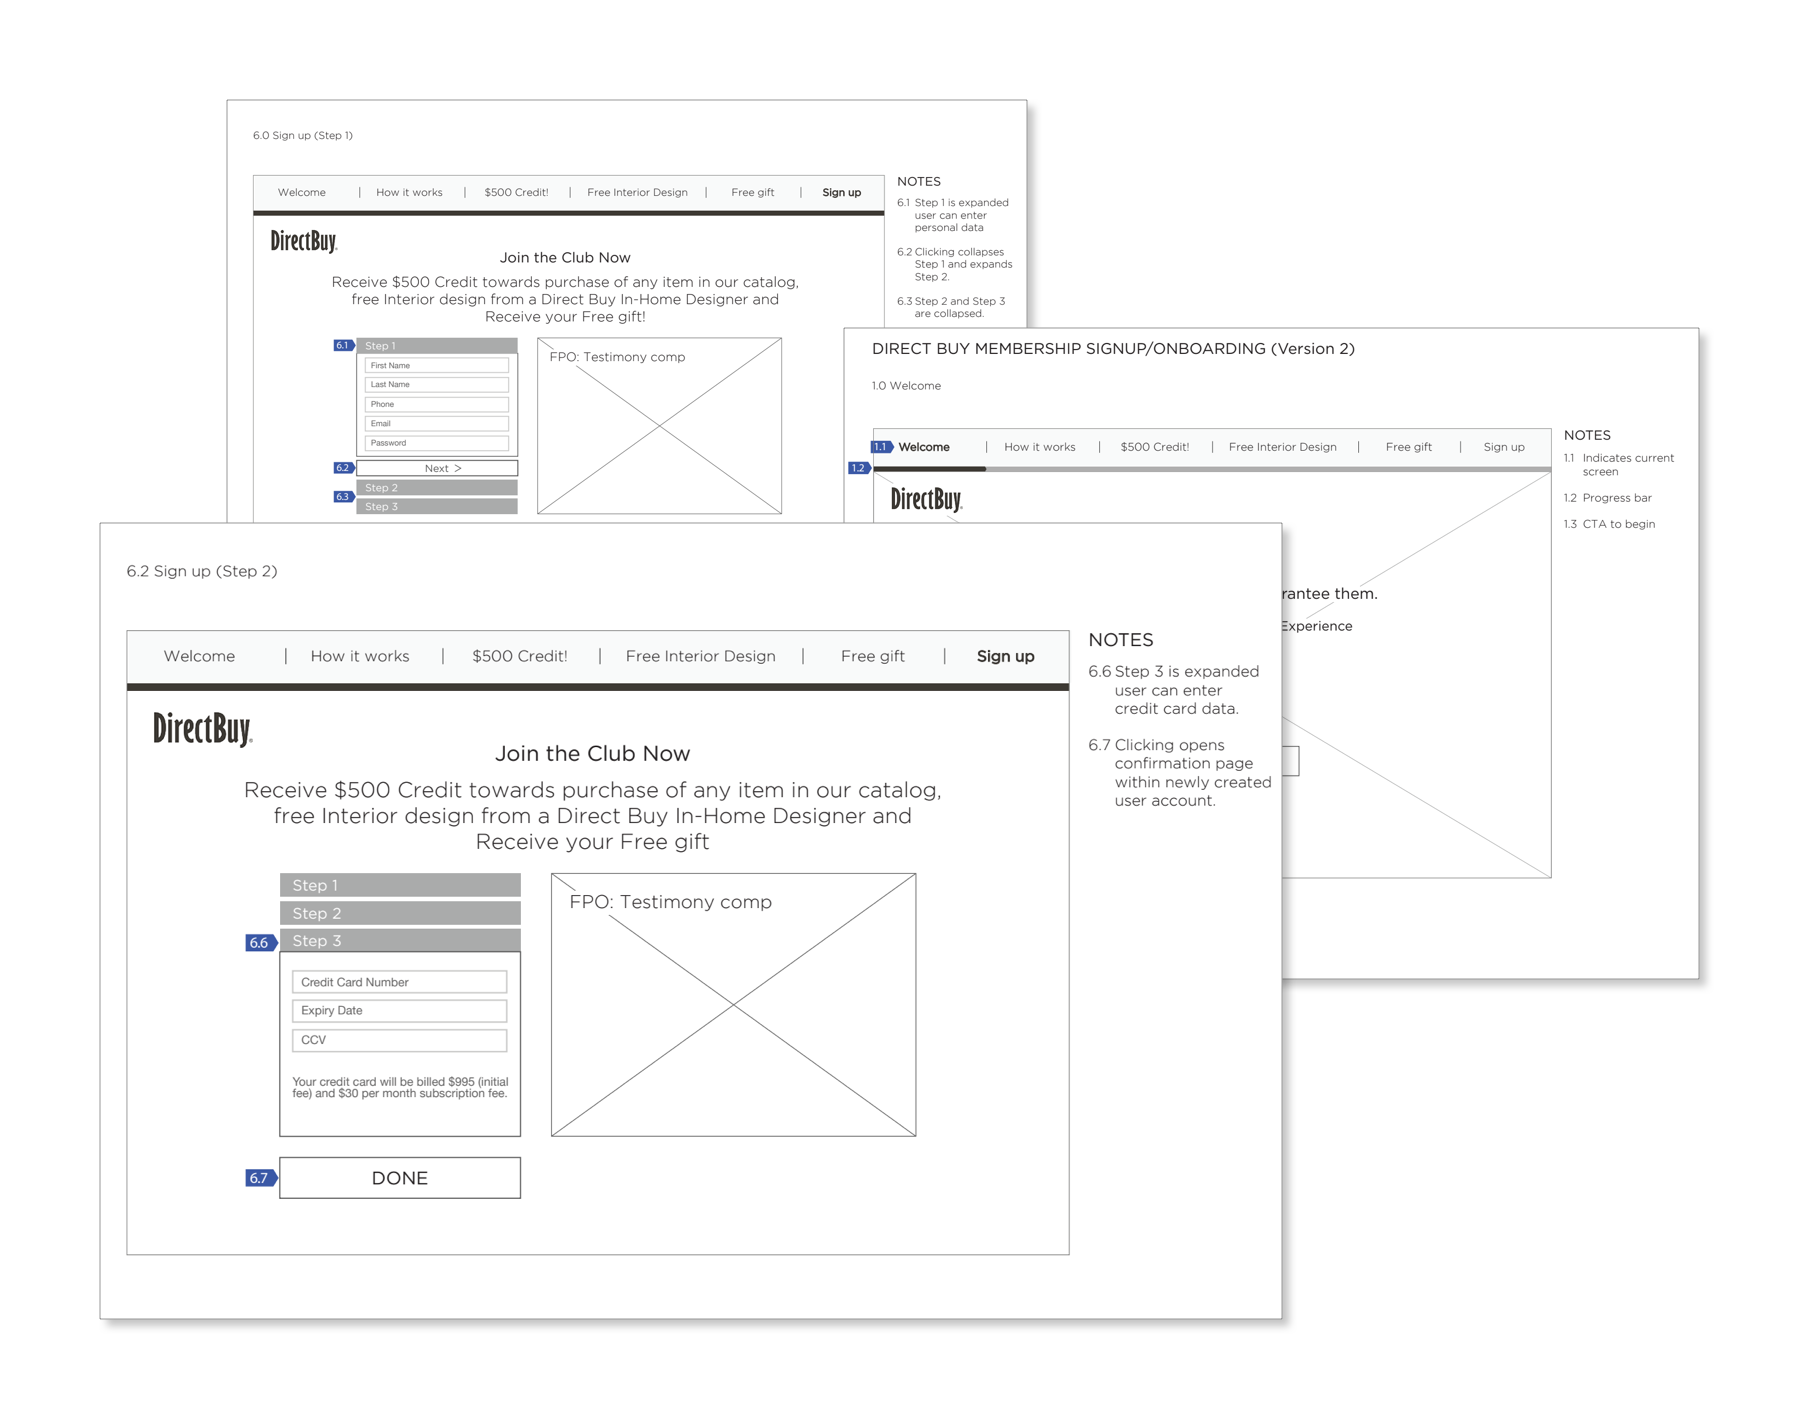 6.0 Sign up (Step 1)
Welcome | How it works | $500 Credit! | Free Interior Design | Free gift | Sign up
DirectBuy.
Join the Club Now
Receive $500 Credit towards purchase of any item in our catalog,
free Interior design from a Direct Buy In-Home Designer and
Receive your Free gift!
6.1 Step 1
First Name
Last Name
Phone
Email
Password
6.2 Next >
6.3 Step 2
Step 3
FPO: Testimony comp
NOTES
6.1 Step 1 is expanded
user can enter
personal data
6.2 Clicking collapses
Step 1 and expands
Step 2.
6.3 Step 2 and Step 3
are collapsed.
DIRECT BUY MEMBERSHIP SIGNUP/ONBOARDING (Version 2)
1.0 Welcome
1.1 Welcome | How it works | $500 Credit! | Free Interior Design | Free gift | Sign up
1.2
DirectBuy.
them.
Experience
NOTES
1.1 Indicates current
screen
1.2 Progress bar
1.3 CTA to begin
6.2 Sign up (Step 2)
Welcome | How it works | $500 Credit! | Free Interior Design | Free gift | Sign up
DirectBuy.
Join the Club Now
Receive $500 Credit towards purchase of any item in our catalog,
free Interior design from a Direct Buy In-Home Designer and
Receive your Free gift
Step 1
Step 2
6.6 Step 3
Credit Card Number
Expiry Date
CCV
Your credit card will be billed $995 (initial
fee) and $30 per month subscription fee.
6.7 DONE
FPO: Testimony comp
NOTES
6.6 Step 3 is expanded
user can enter
credit card data.
6.7 Clicking opens
confirmation page
within newly created
user account.